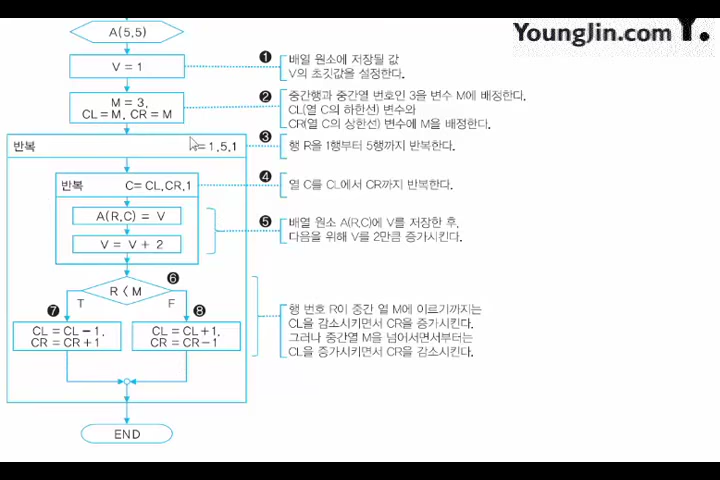 YoungJin.com Y.
A(5,5)
V = 1
❶ 배열 원소에 저장될 값
V의 초깃값을 설정한다.
M = 3,
CL = M, CR = M
❷ 중간행과 중간열 번호인 3을 변수 M에 배정한다.
CL(열 C의 하한선) 변수와
CR(열 C의 상한선) 변수에 M을 배정한다.
반복 = 1,5,1
❸ 행 R을 1행부터 5행까지 반복한다.
반복 C = CL,CR,1
❹ 열 C를 CL에서 CR까지 반복한다.
A(R,C) = V
V = V + 2
❺ 배열 원소 A(R,C)에 V를 저장한 후,
다음을 위해 V를 2만큼 증가시킨다.
R < M ❻
T F
❼ CL = CL-1,
CR = CR+1
❽ CL = CL+1,
CR = CR-1
행 번호 R이 중간 열 M에 이르기까지는
CL을 감소시키면서 CR을 증가시킨다.
그러나 중간열 M을 넘어서면서부터는
CL을 증가시키면서 CR을 감소시킨다.
END